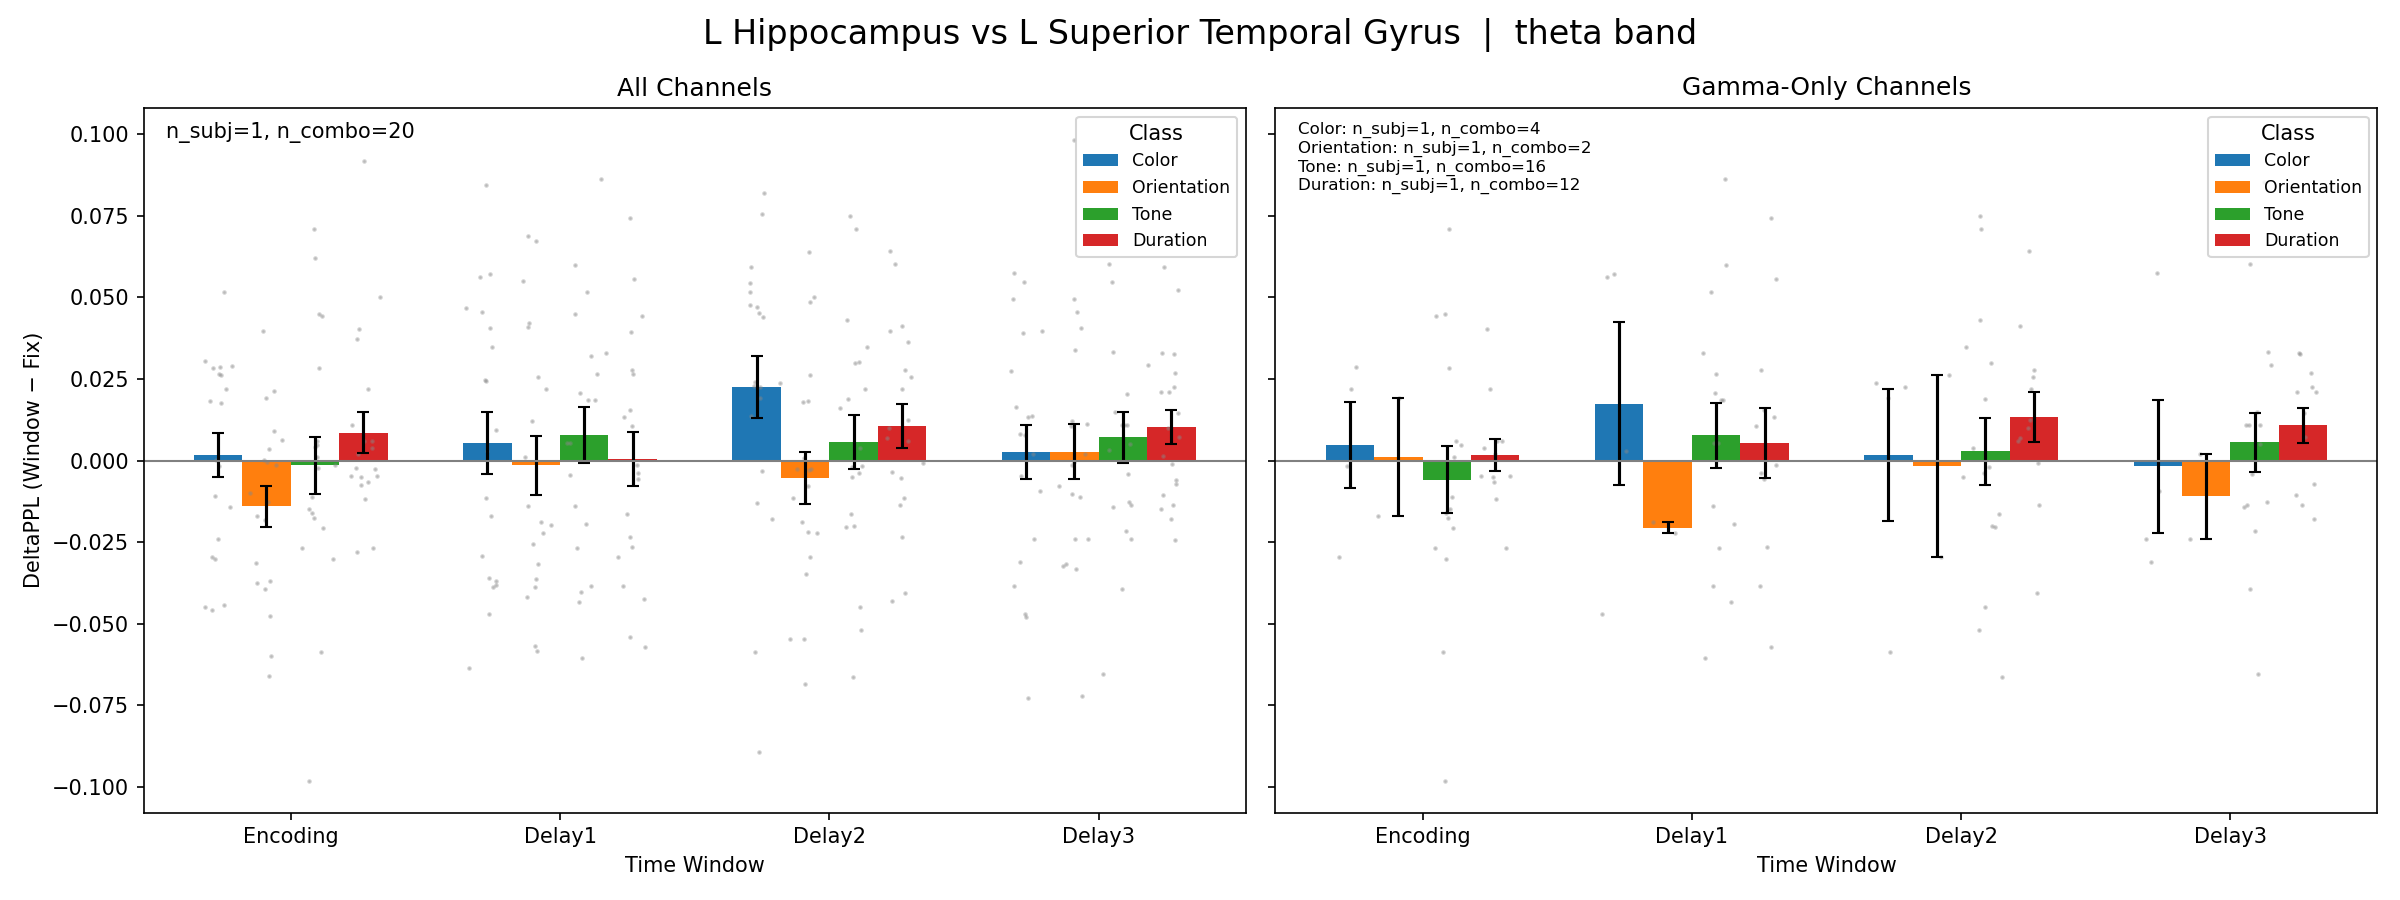 L Hippocampus vs L Superior Temporal Gyrus | theta band
All Channels
n_subj=1, n_combo=20
Class
Color
Orientation
Tone
Duration
0.100
0.075
0.050
0.025
0.000
−0.025
−0.050
−0.075
−0.100
DeltaPPL (Window − Fix)
Encoding
Delay1
Delay2
Delay3
Time Window
Gamma-Only Channels
Color: n_subj=1, n_combo=4
Orientation: n_subj=1, n_combo=2
Tone: n_subj=1, n_combo=16
Duration: n_subj=1, n_combo=12
Class
Color
Orientation
Tone
Duration
Encoding
Delay1
Delay2
Delay3
Time Window